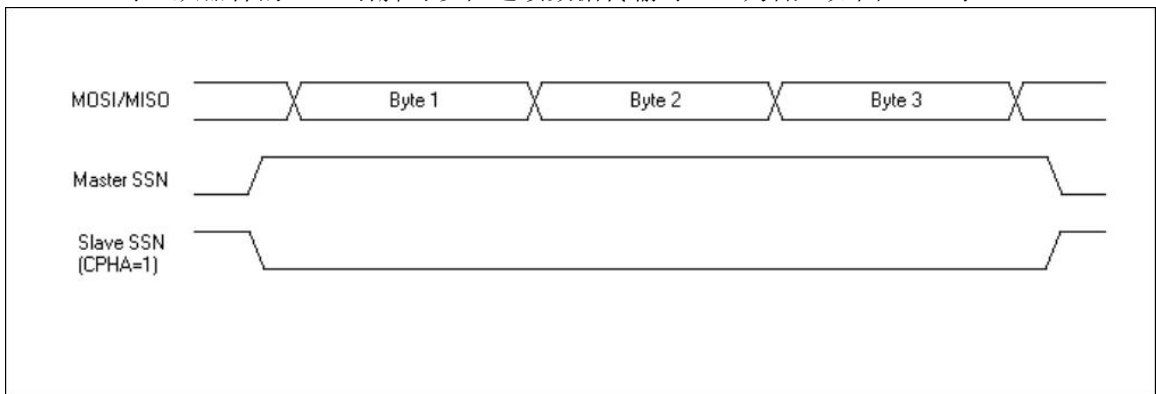 MOSI/MISO
Byte 1
Byte 2
Byte 3
Master SSN
Slave SSN
(CPHA=1)